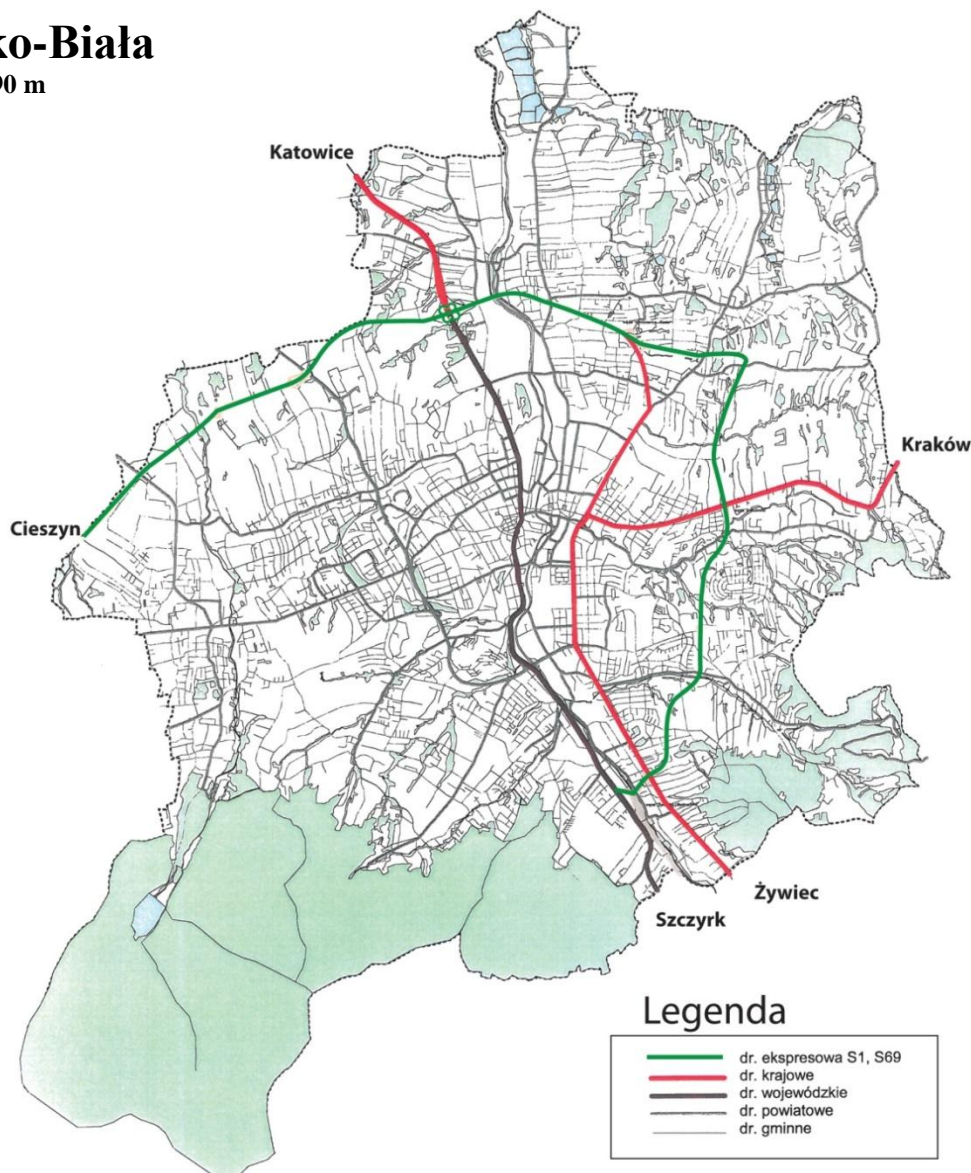 ko-Biała
90 m
Katowice
Kraków
Cieszyn
Żywiec
Szczyrk
Legenda
dr. ekspresowa S1, S69
dr. krajowe
dr. wojewódzkie
dr. powiatowe
dr. gminne